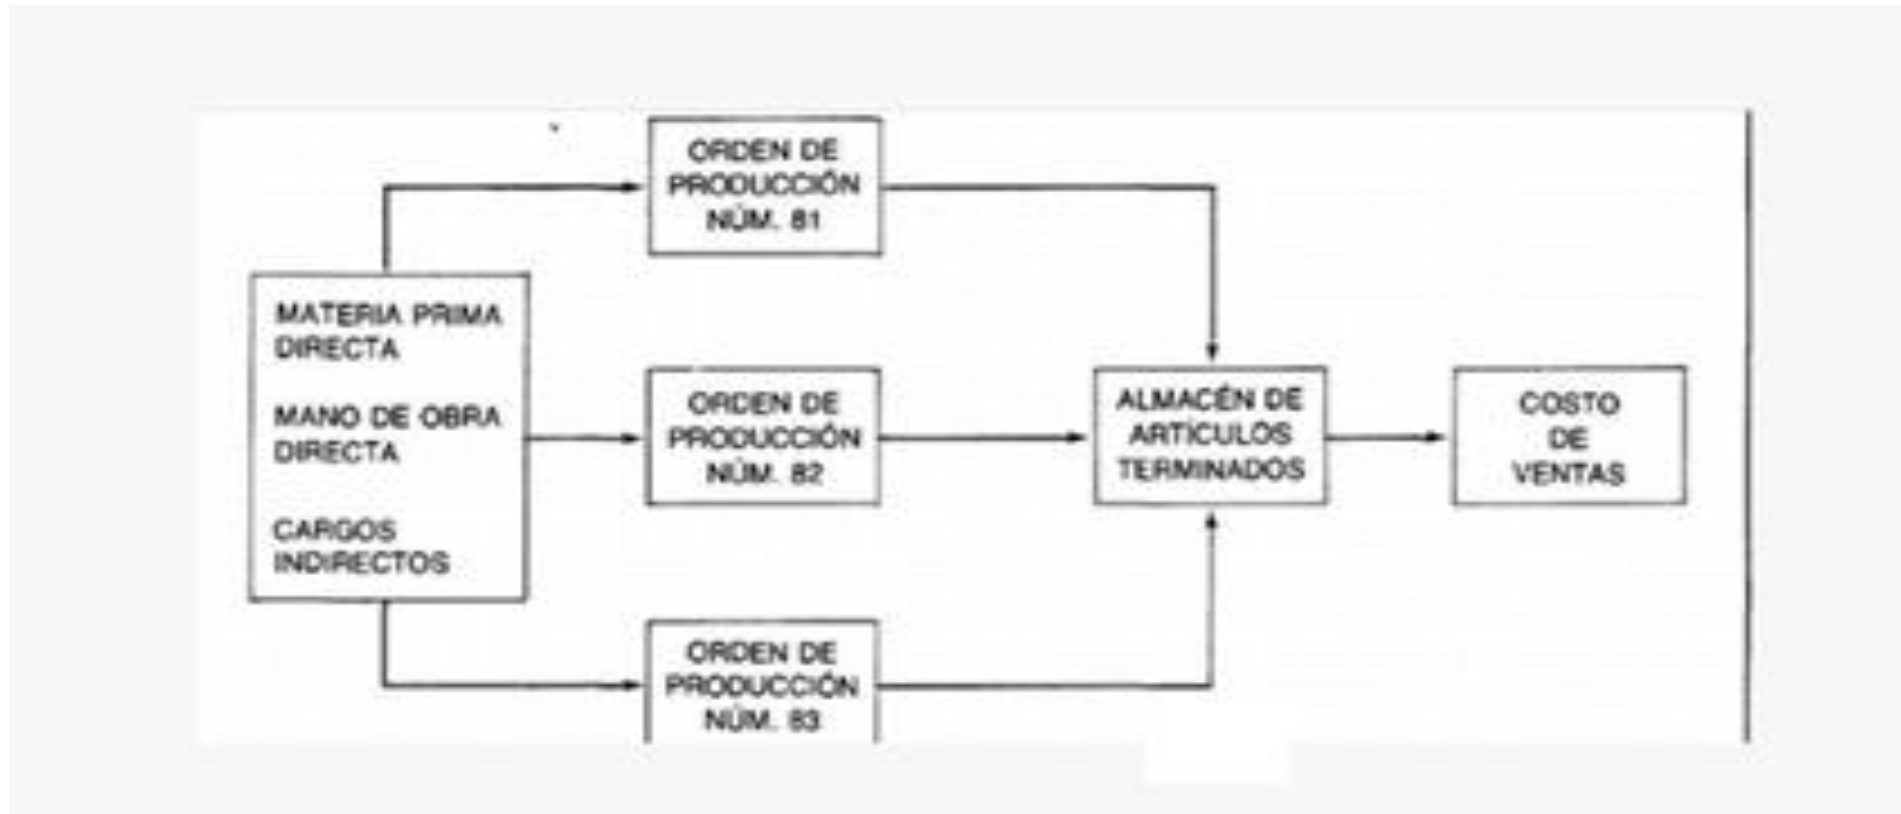 ORDEN DE
PRODUCCIÓN
NÚM. 81
MATERIA PRIMA
DIRECTA
MANO DE OBRA
DIRECTA
CARGOS
INDIRECTOS
ORDEN DE
PRODUCCIÓN
NÚM. 82
ALMACÉN DE
ARTÍCULOS
TERMINADOS
COSTO
DE
VENTAS
ORDEN DE
PRODUCCIÓN
NÚM. 83